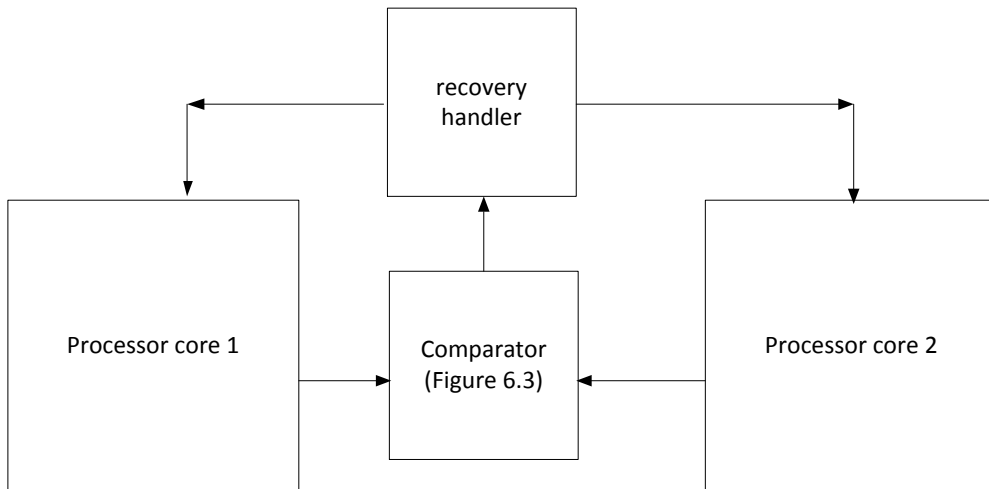 recovery
handler
Processor core 1
Comparator
(Figure 6.3)
Processor core 2